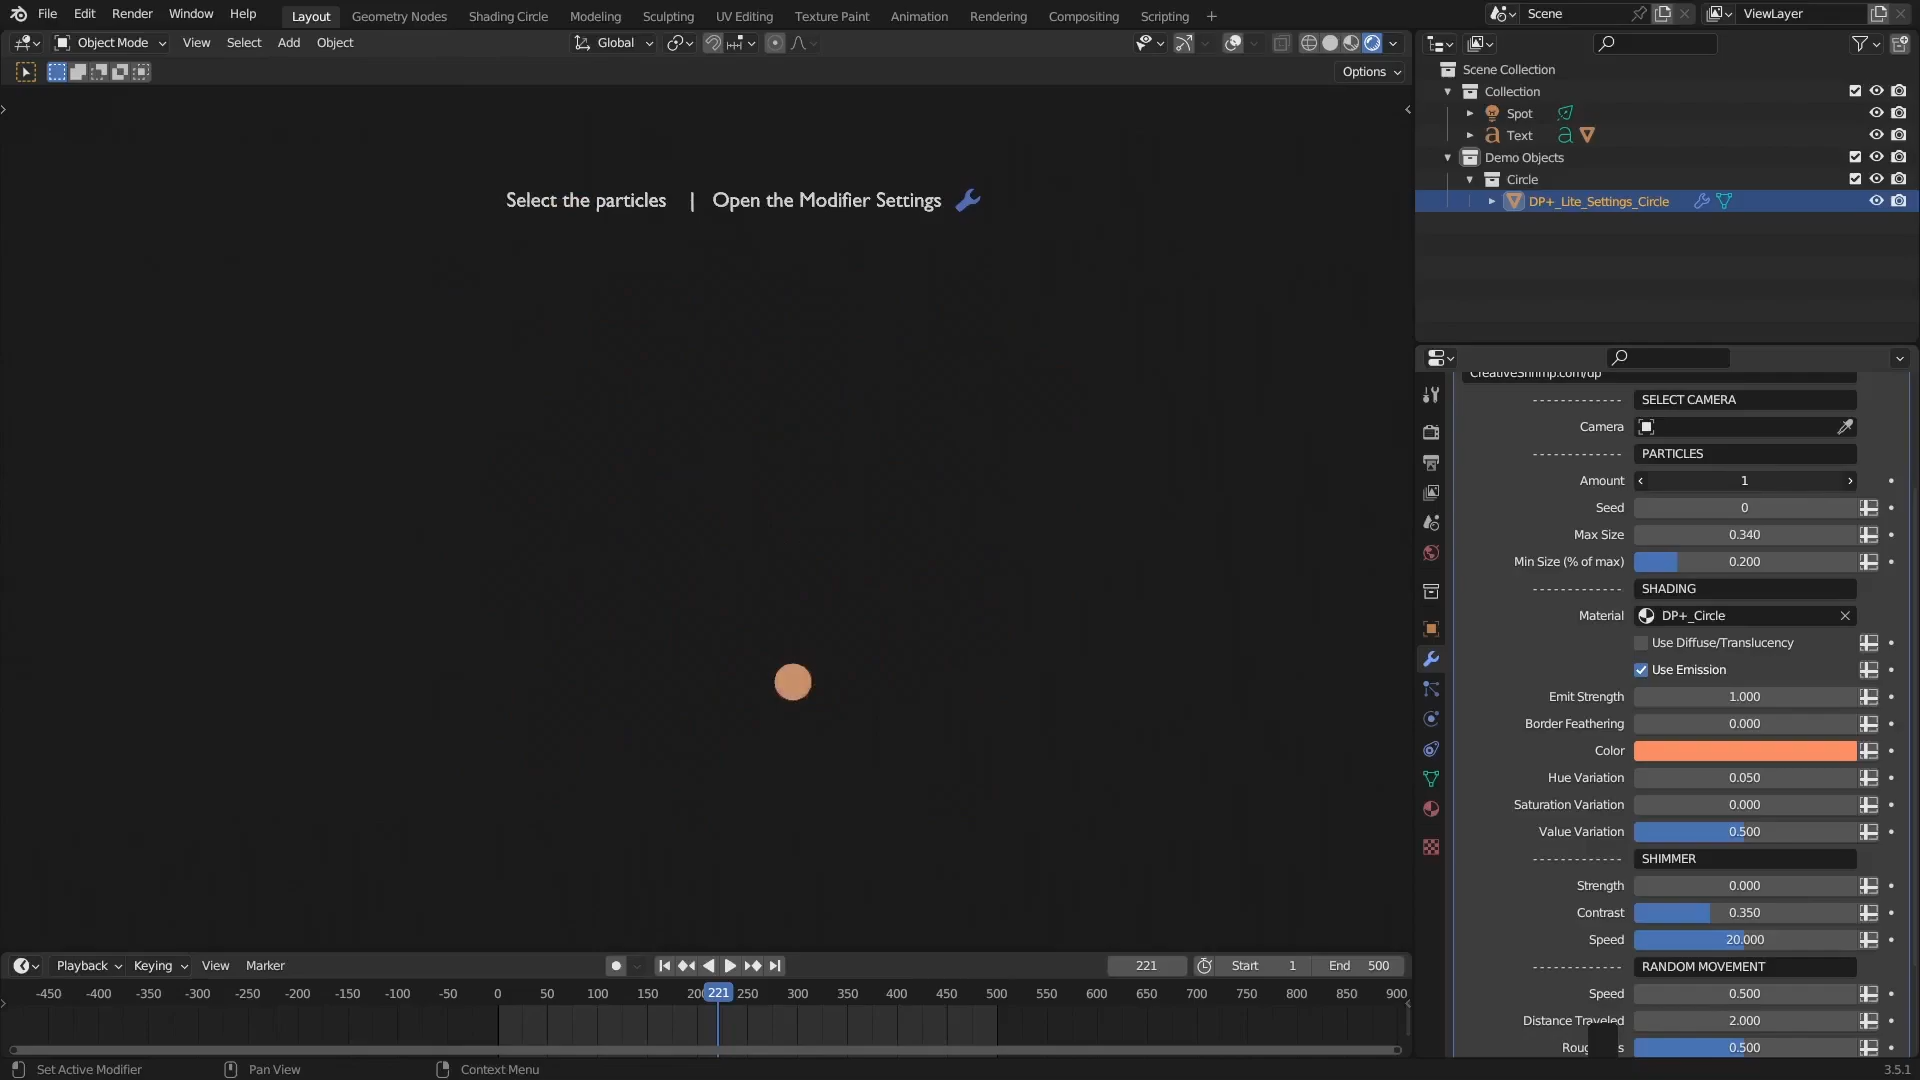 File Edit Render Window Help Layout Geometry Nodes Shading Circle Modeling Sculpting UV Editing Texture Paint Animation Rendering Compositing Scripting + Scene ViewLayer
Object Mode View Select Add Object Global
Options
Scene Collection
Collection
Spot
Text
Demo Objects
Circle
DP+_Lite_Settings_Circle
Select the particles | Open the Modifier Settings
CreativeShrimp.com/dp
SELECT CAMERA
Camera
PARTICLES
Amount 1
Seed 0
Max Size 0.340
Min Size (% of max) 0.200
SHADING
Material DP+_Circle
Use Diffuse/Translucency
Use Emission
Emit Strength 1.000
Border Feathering 0.000
Color
Hue Variation 0.050
Saturation Variation 0.000
Value Variation 0.500
SHIMMER
Strength 0.000
Contrast 0.350
Speed 20.000
RANDOM MOVEMENT
Speed 0.500
Distance Traveled 2.000
0.500
Playback Keying View Marker 221 Start 1 End 500
-450 -400 -350 -300 -250 -200 -150 -100 -50 0 50 100 150 221 250 300 350 400 450 500 550 600 650 700 750 800 850 900
Set Active Modifier Pan View Context Menu 3.5.1